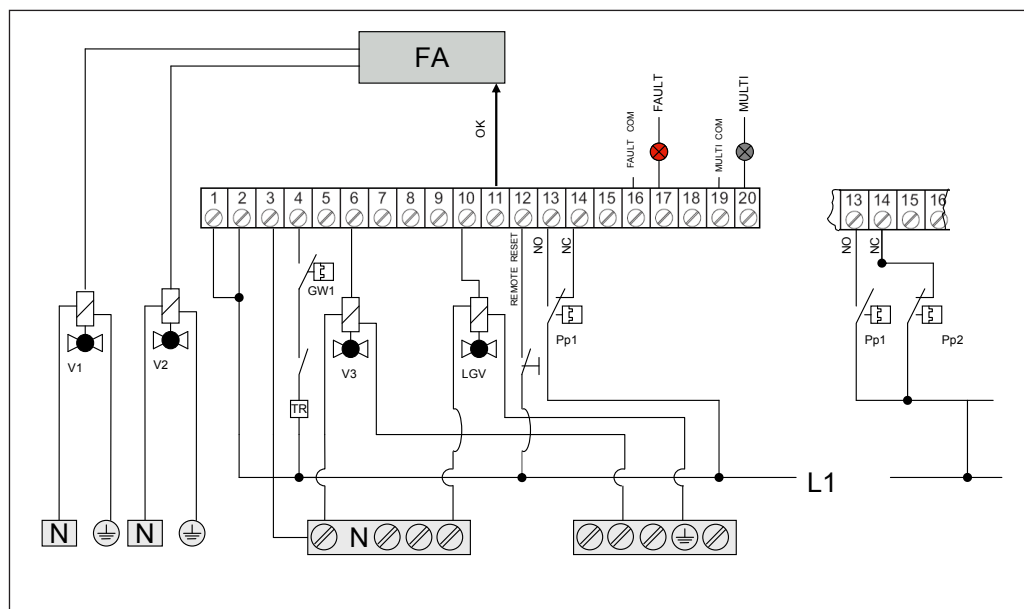 FA
OK
FAULT COM
FAULT
MULTI COM
MULTI
1 2 3 4 5 6 7 8 9 10 11 12 13 14 15 16 17 18 19 20
13 14 15 16
REMOTE RESET
NO
NC
NO
NC
GW1
V1
V2
V3
LGV
Pp1
Pp1
Pp2
TR
L1
N
N
N